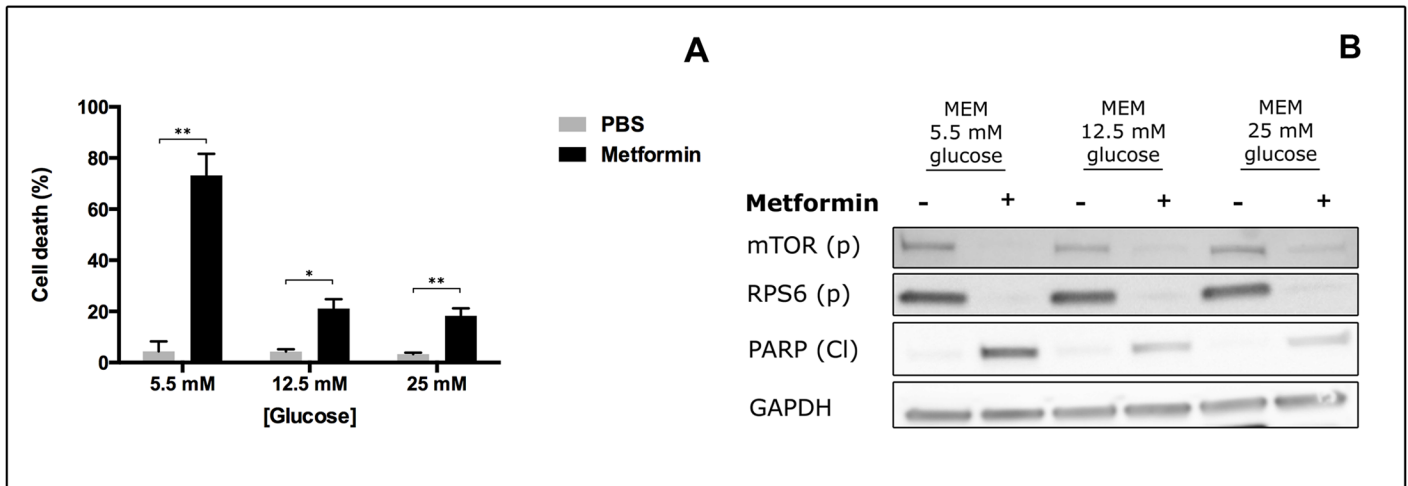 A
100
80
60
40
20
0
Cell death (%)
**
*
**
5.5 mM
12.5 mM
25 mM
[Glucose]
PBS
Metformin
B
MEM
5.5 mM
glucose
MEM
12.5 mM
glucose
MEM
25 mM
glucose
Metformin - + - + - +
mTOR (p)
RPS6 (p)
PARP (Cl)
GAPDH